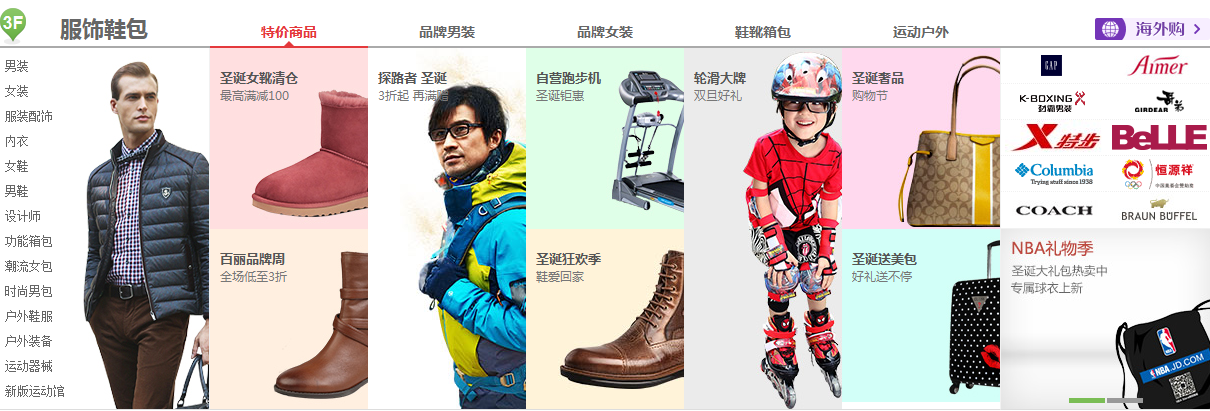 3F
服饰鞋包
特价商品
品牌男装
品牌女装
鞋靴箱包
运动户外
海外购 >
男装
女装
服装配饰
内衣
女鞋
男鞋
设计师
功能箱包
潮流女包
时尚男包
户外鞋服
户外装备
运动器械
新版运动馆
圣诞女靴清仓
最高满减100
百丽品牌周
全场低至3折
探路者 圣诞
3折起 再满赠
自营跑步机
圣诞钜惠
圣诞狂欢季
鞋爱回家
轮滑大牌
双旦好礼
圣诞奢品
购物节
圣诞送美包
好礼送不停
GAP
Aimer
K-BOXING
劲霸男装
GIRDEAR 哥弟
特步
BeLLE
Columbia
Trying stuff since 1938
恒源祥
COACH
BRAUN BÜFFEL
NBA礼物季
圣诞大礼包热卖中
专属球衣上新
NBA
JD.COM